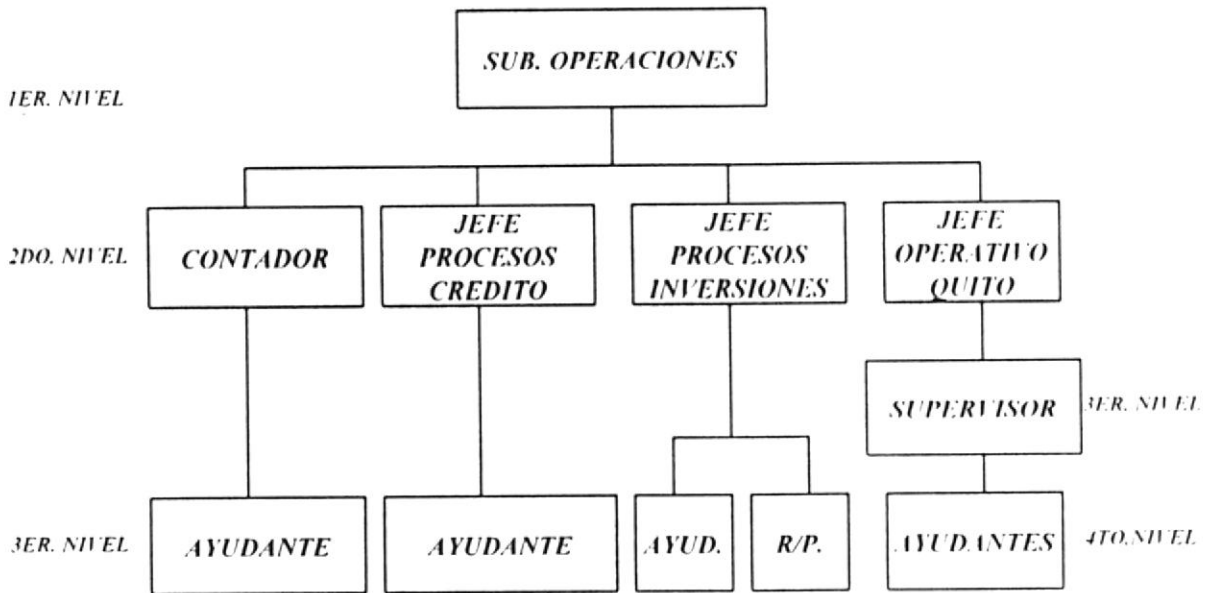 SUB. OPERACIONES
1ER. NIVEL
2DO. NIVEL
CONTADOR
JEFE
PROCESOS
CREDITO
JEFE
PROCESOS
INVERSIONES
JEFE
OPERATIVO
QUITO
SUPERVISOR
3ER. NIVEL
3ER. NIVEL
AYUDANTE
AYUDANTE
AYUD.
R/P.
AYUDANTES
4TO. NIVEL